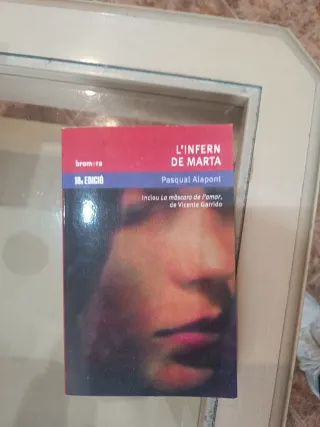 L'INFERN
DE MARTA
bromera
18a EDICIÓ
Pasqual Alapont
Inclou La màscara de l'amor,
de Vicente Garrido